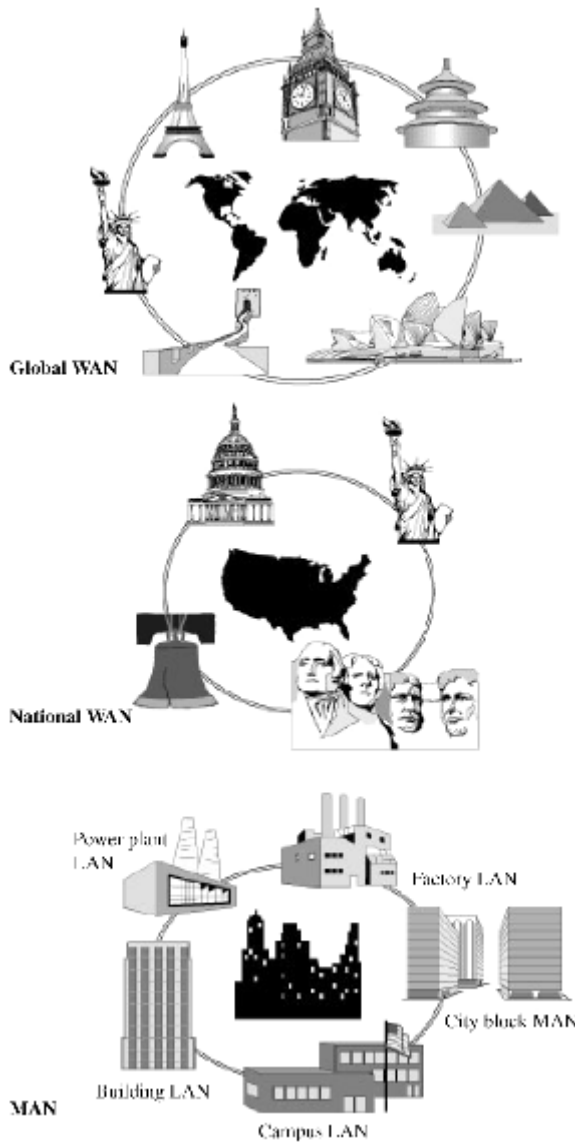 Global WAN
National WAN
Power plant
LAN
Factory LAN
City block MAN
Building LAN
MAN
Campus LAN